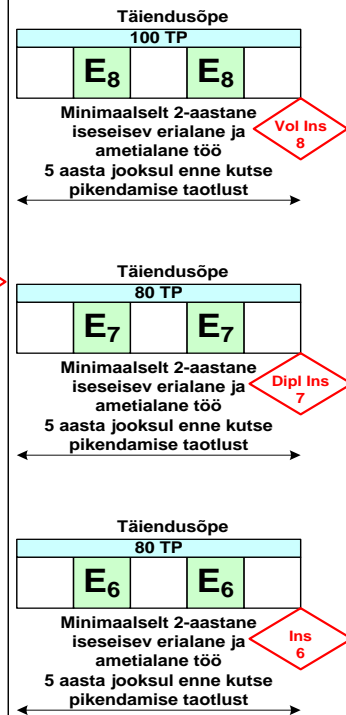 Täiendusõpe
100 TP
E8 E8
Minimaalselt 2-aastane
iseseisev erialane ja
ametialane töö
5 aasta jooksul enne kutse
pikendamise taotlust
Vol Ins
8
Täiendusõpe
80 TP
E7 E7
Minimaalselt 2-aastane
iseseisev erialane ja
ametialane töö
5 aasta jooksul enne kutse
pikendamise taotlust
Dipl Ins
7
Täiendusõpe
80 TP
E6 E6
Minimaalselt 2-aastane
iseseisev erialane ja
ametialane töö
5 aasta jooksul enne kutse
pikendamise taotlust
Ins
6